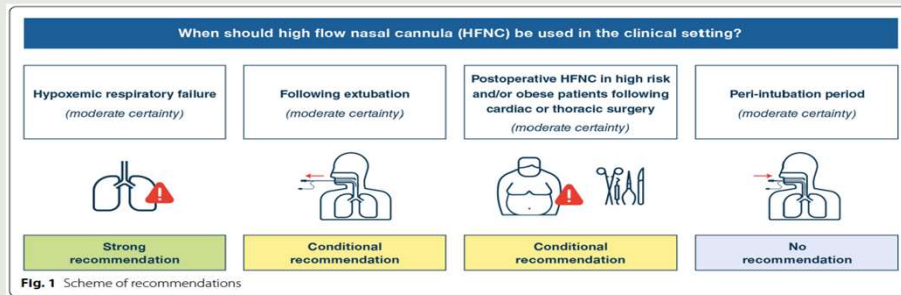 When should high flow nasal cannula (HFNC) be used in the clinical setting?
Hypoxemic respiratory failure
(moderate certainty)
Following extubation
(moderate certainty)
Postoperative HFNC in high risk
and/or obese patients following
cardiac or thoracic surgery
(moderate certainty)
Peri-intubation period
(moderate certainty)
Strong
recommendation
Conditional
recommendation
Conditional
recommendation
No
recommendation
Fig. 1 Scheme of recommendations